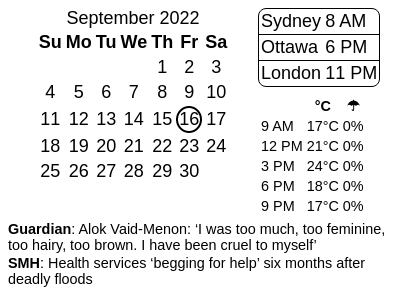 September 2022
Su Mo Tu We Th Fr Sa
1 2 3
4 5 6 7 8 9 10
11 12 13 14 15 16 17
18 19 20 21 22 23 24
25 26 27 28 29 30
Sydney 8 AM
Ottawa 6 PM
London 11 PM
°C ☂
9 AM 17°C 0%
12 PM 21°C 0%
3 PM 24°C 0%
6 PM 18°C 0%
9 PM 17°C 0%
Guardian: Alok Vaid-Menon: ‘I was too much, too feminine,
too hairy, too brown. I have been cruel to myself’
SMH: Health services ‘begging for help’ six months after
deadly floods